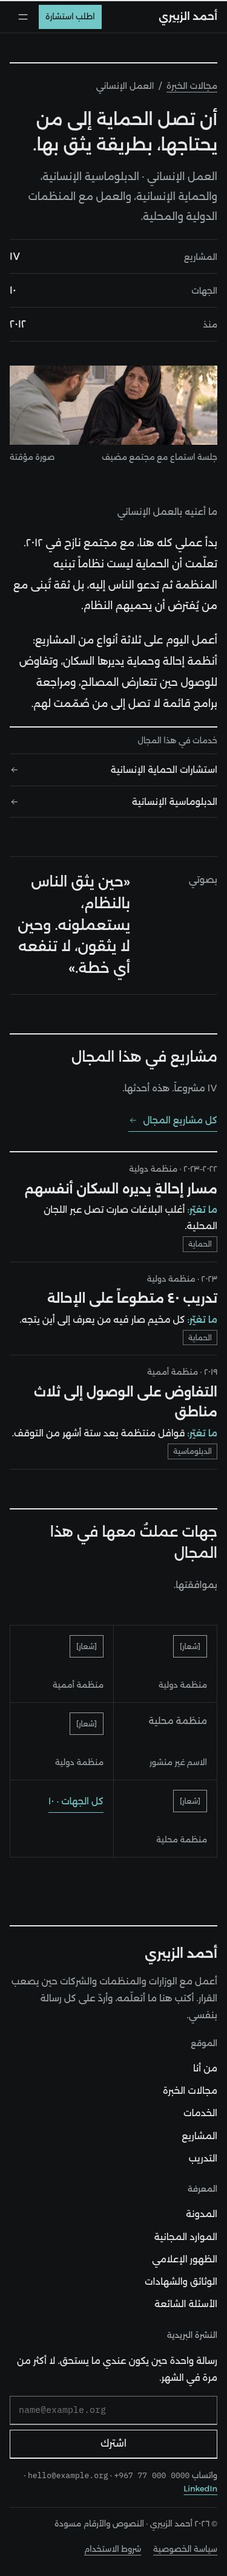 أحمد الزبيري
اطلب استشارة
مجالات الخبرة / العمل الإنساني
أن تصل الحماية إلى من
يحتاجها، بطريقة يثق بها.
العمل الإنساني · الدبلوماسية الإنسانية،
والحماية الإنسانية، والعمل مع المنظمات
الدولية والمحلية.
المشاريع ١٧
الجهات ١٠
منذ ٢٠١٢
جلسة استماع مع مجتمع مضيف
صورة مؤقتة
ما أعنيه بالعمل الإنساني
بدأ عملي كله هنا، مع مجتمع نازح في ٢٠١٢.
تعلّمت أن الحماية ليست نظاماً تبنيه
المنظمة ثم تدعو الناس إليه، بل ثقة تُبنى مع
من يُفترض أن يحميهم النظام.
أعمل اليوم على ثلاثة أنواع من المشاريع:
أنظمة إحالة وحماية يديرها السكان، وتفاوض
للوصول حين تتعارض المصالح، ومراجعة
برامج قائمة لا تصل إلى من صُمّمت لهم.
خدمات في هذا المجال
استشارات الحماية الإنسانية ←
الدبلوماسية الإنسانية ←
بصوتي
«حين يثق الناس
بالنظام،
يستعملونه. وحين
لا يثقون، لا تنفعه
أي خطة.»
مشاريع في هذا المجال
١٧ مشروعاً. هذه أحدثها.
كل مشاريع المجال ←
٢٠٢٢–٢٠٢٣ · منظمة دولية
مسار إحالةٍ يديره السكان أنفسهم
ما تغيّر: أغلب البلاغات صارت تصل عبر اللجان
المحلية.
الحماية
٢٠٢٣ · منظمة دولية
تدريب ٤٠ متطوعاً على الإحالة
ما تغيّر: كل مخيم صار فيه من يعرف إلى أين يتجه.
الحماية
٢٠١٩ · منظمة أممية
التفاوض على الوصول إلى ثلاث
مناطق
ما تغيّر: قوافل منتظمة بعد ستة أشهر من التوقف.
الدبلوماسية
جهات عملتُ معها في هذا
المجال
بموافقتها.
[شعار]
منظمة دولية
[شعار]
منظمة أممية
منظمة محلية
الاسم غير منشور
[شعار]
منظمة دولية
[شعار]
منظمة محلية
كل الجهات · ١٠
أحمد الزبيري
أعمل مع الوزارات والمنظمات والشركات حين يصعب
القرار. أكتب هنا ما أتعلّمه، وأردّ على كل رسالة
بنفسي.
الموقع
من أنا
مجالات الخبرة
الخدمات
المشاريع
التدريب
المعرفة
المدونة
الموارد المجانية
الظهور الإعلامي
الوثائق والشهادات
الأسئلة الشائعة
النشرة البريدية
رسالة واحدة حين يكون عندي ما يستحق. لا أكثر من
مرة في الشهر.
name@example.org
اشترك
واتساب +967 77 000 0000 · hello@example.org ·
LinkedIn
© ٢٠٢٦ أحمد الزبيري · النصوص والأرقام مسودة
سياسة الخصوصية
شروط الاستخدام